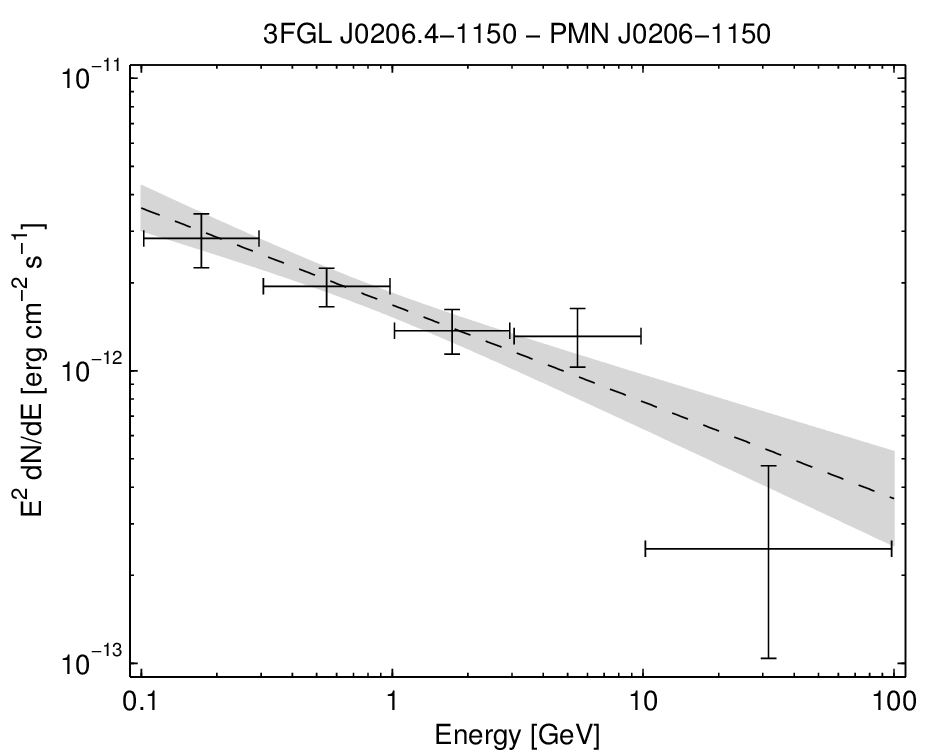 3FGL J0206.4−1150 − PMN J0206−1150
10⁻¹¹
10⁻¹²
10⁻¹³
E² dN/dE [erg cm⁻² s⁻¹]
0.1 1 10 100
Energy [GeV]